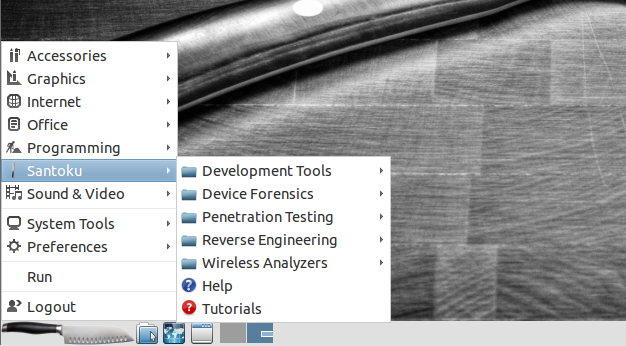 Accessories
Graphics
Internet
Office
Programming
Santoku
Sound & Video
System Tools
Preferences
Run
Logout
Development Tools
Device Forensics
Penetration Testing
Reverse Engineering
Wireless Analyzers
Help
Tutorials